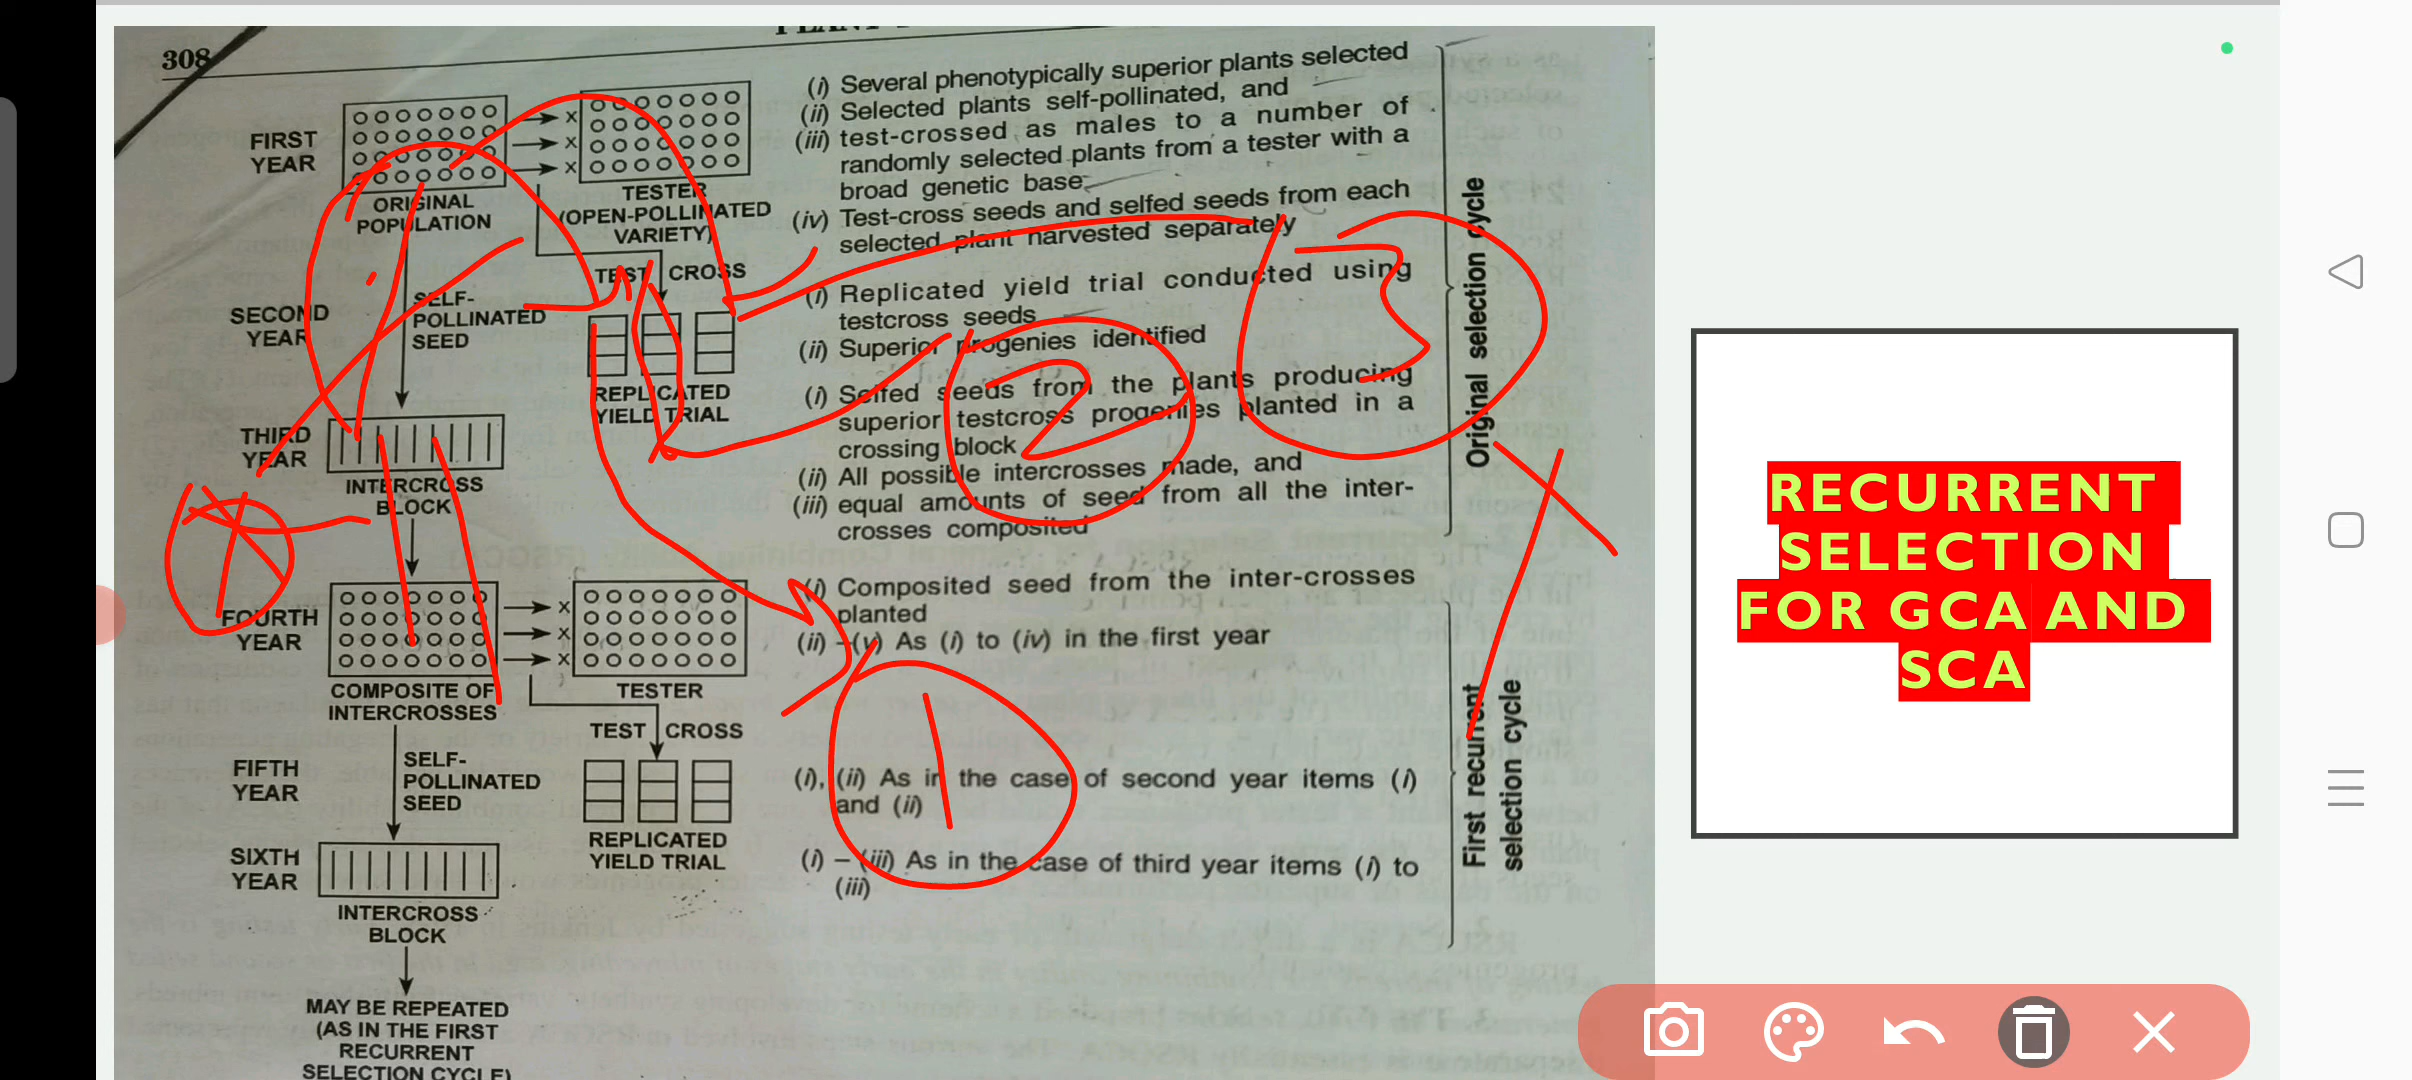 308
FIRST
YEAR
ORIGINAL
POPULATION
TESTER
(OPEN-POLLINATED
VARIETY)
(i) Several phenotypically superior plants selected
(ii) Selected plants self-pollinated, and
(iii) test-crossed as males to a number of
randomly selected plants from a tester with a
broad genetic base
(iv) Test-cross seeds and selfed seeds from each
selected plant harvested separately
TEST CROSS
SECOND
YEAR
SELF-
POLLINATED
SEED
REPLICATED
YIELD TRIAL
(i) Replicated yield trial conducted using
testcross seeds
(ii) Superior progenies identified
THIRD
YEAR
INTERCROSS
BLOCK
(i) Selfed seeds from the plants producing
superior testcross progenies planted in a
crossing block
(ii) All possible intercrosses made, and
(iii) equal amounts of seed from all the inter-
crosses composited
Original selection cycle
2
3
FOURTH
YEAR
COMPOSITE OF
INTERCROSSES
TESTER
(i) Composited seed from the inter-crosses
planted
(ii) -(v) As (i) to (iv) in the first year
TEST CROSS
FIFTH
YEAR
SELF-
POLLINATED
SEED
REPLICATED
YIELD TRIAL
(i), (ii) As in the case of second year items (i)
and (ii)
1
SIXTH
YEAR
INTERCROSS
BLOCK
(i) – (iii) As in the case of third year items (i) to
(iii)
First recurrent
selection cycle
MAY BE REPEATED
(AS IN THE FIRST
RECURRENT
SELECTION CYCLE)
RECURRENT
SELECTION
FOR GCA AND
SCA